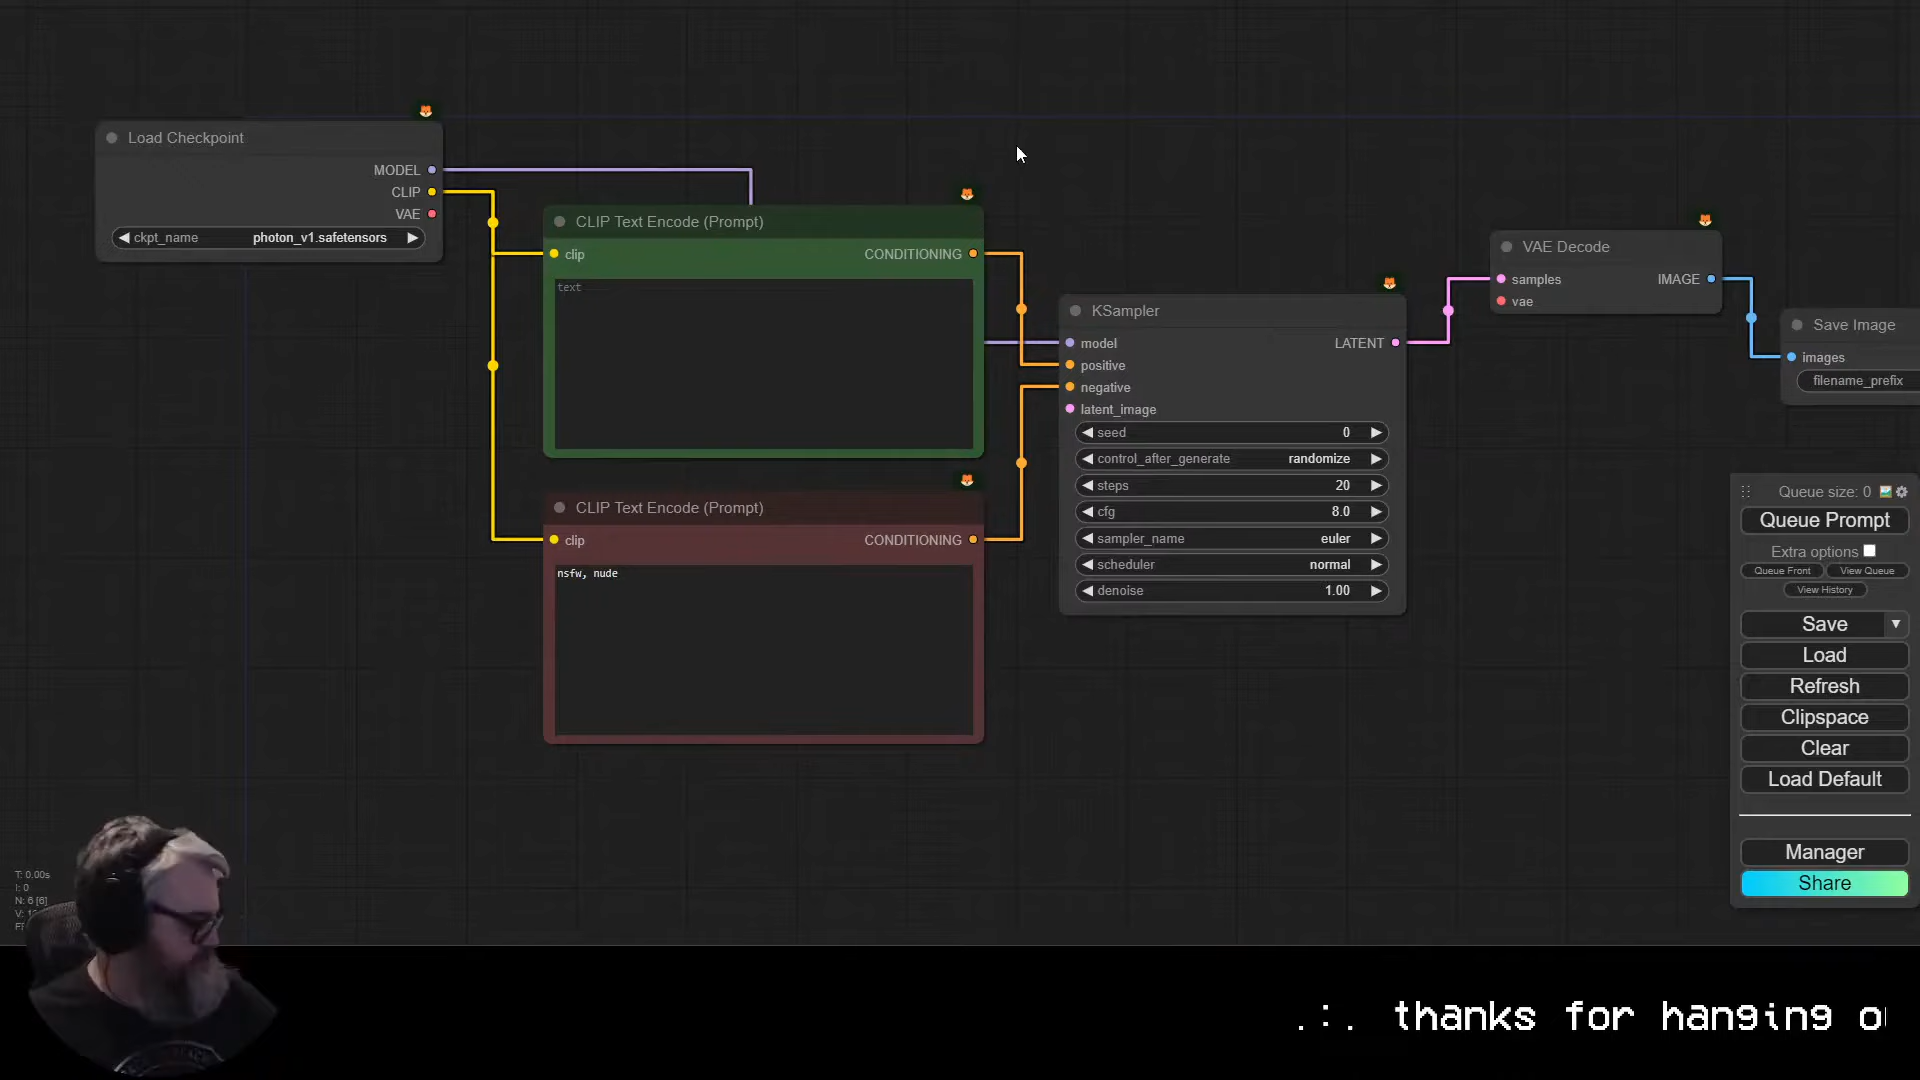 Load Checkpoint
MODEL
CLIP
VAE
ckpt_name photon_v1.safetensors
CLIP Text Encode (Prompt)
clip CONDITIONING
text
CLIP Text Encode (Prompt)
clip CONDITIONING
nsfw, nude
KSampler
model LATENT
positive
negative
latent_image
seed 0
control_after_generate randomize
steps 20
cfg 8.0
sampler_name euler
scheduler normal
denoise 1.00
VAE Decode
samples IMAGE
vae
Save Image
images
filename_prefix
Queue size: 0
Queue Prompt
Extra options
Queue Front View Queue
View History
Save
Load
Refresh
Clipspace
Clear
Load Default
Manager
Share
T: 0.00s
I: 0
N: 6 [6]
V:
.:. thanks for hanging